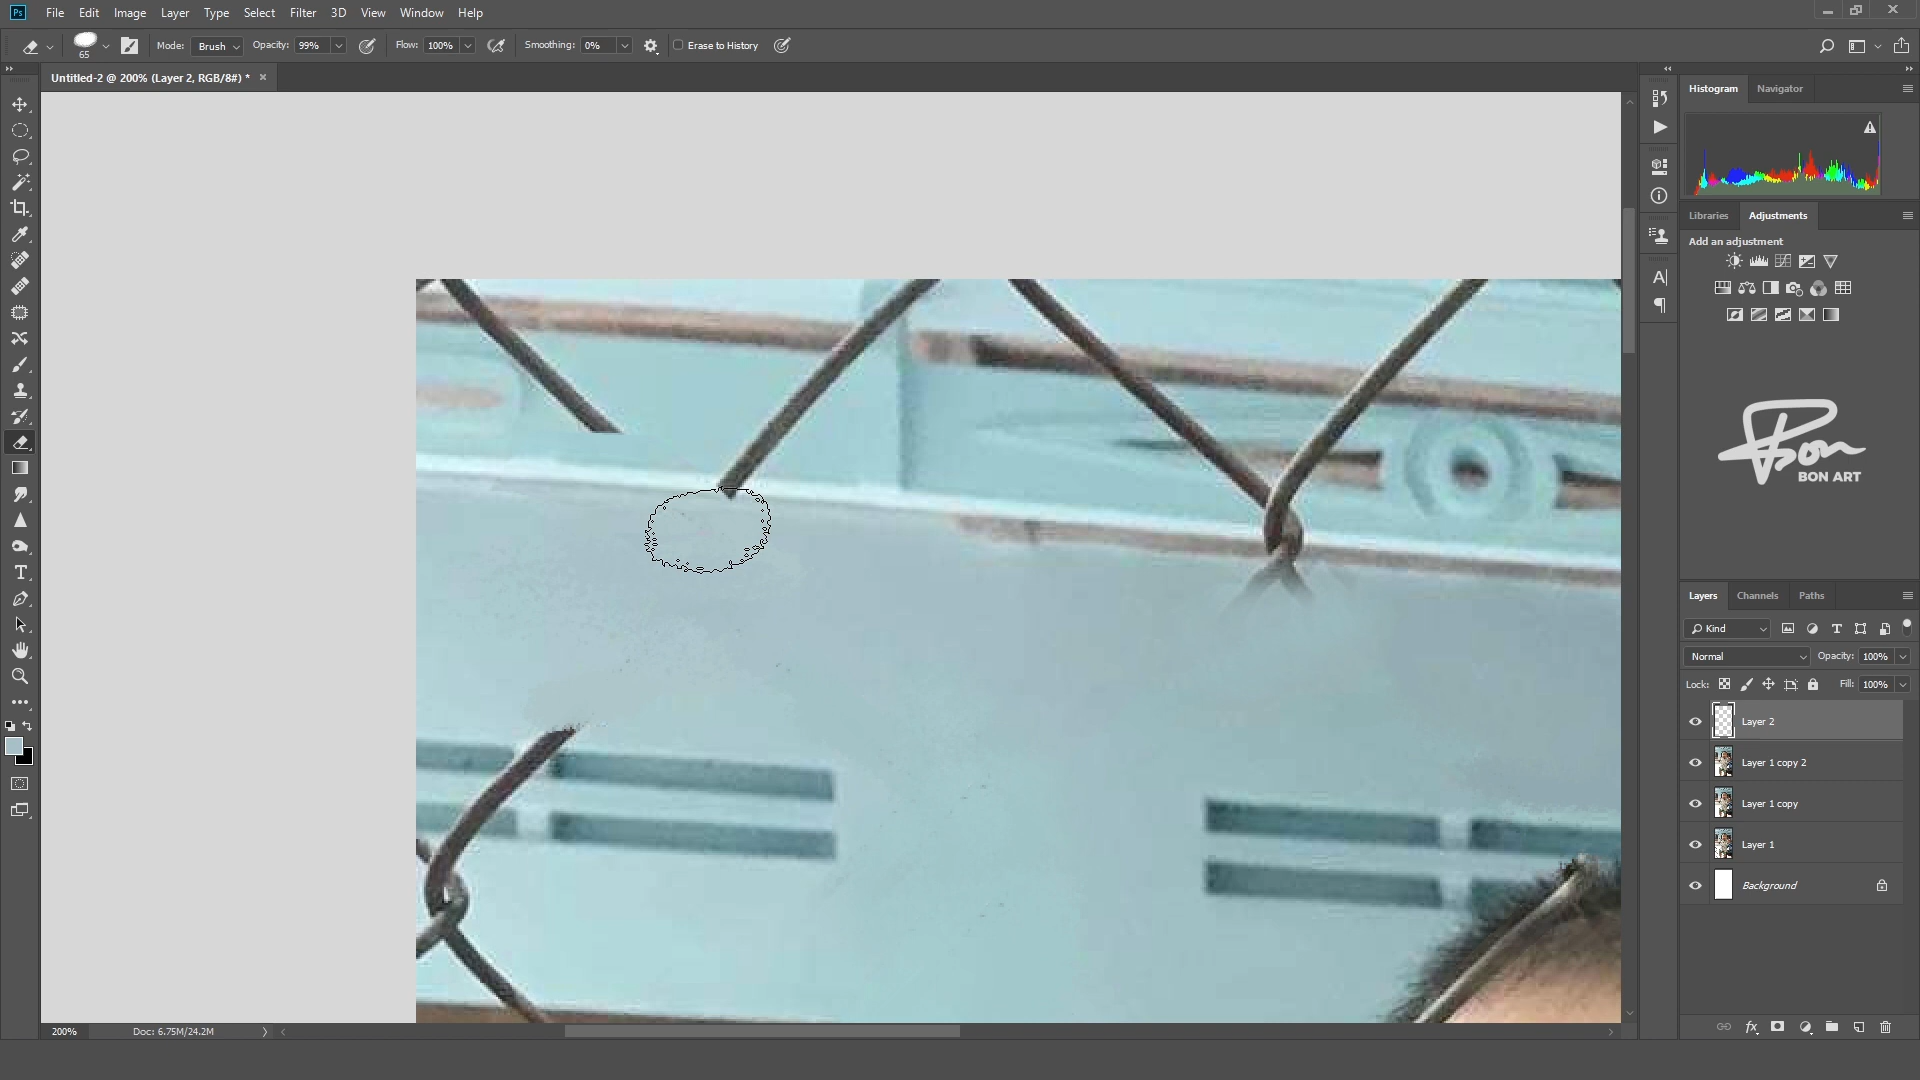 Ps File Edit Image Layer Type Select Filter 3D View Window Help
65 Mode: Brush Opacity: 99% Flow: 100% Smoothing: 0% Erase to History
Untitled-2 @ 200% (Layer 2, RGB/8#) *
Histogram Navigator
Libraries Adjustments
Add an adjustment
Bon
BON ART
Layers Channels Paths
Kind
Normal Opacity: 100%
Lock: Fill: 100%
Layer 2
Layer 1 copy 2
Layer 1 copy
Layer 1
Background
200% Doc: 6.75M/24.2M